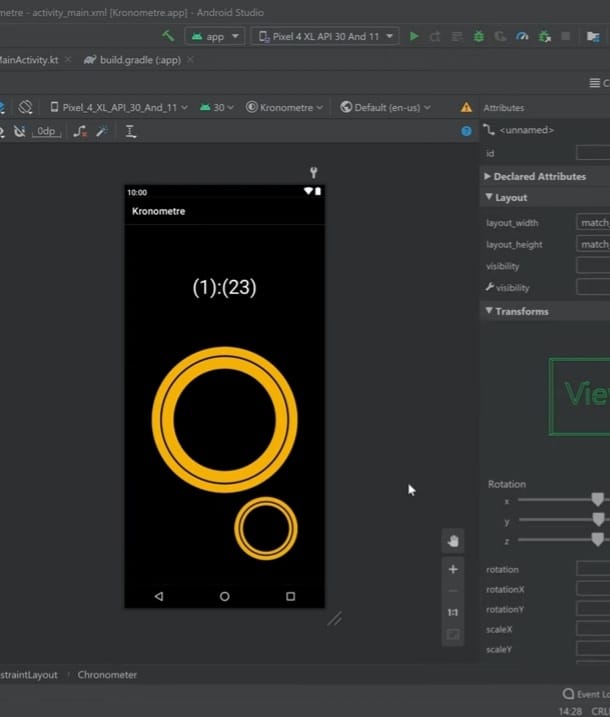 metre - activity_main.xml [Kronometre.app] - Android Studio
app Pixel 4 XL API 30 And 11
MainActivity.kt build.gradle (:app)
Pixel_4_XL_API_30_And_11 30 Kronometre Default (en-us) Attributes
0dp <unnamed>
id
Declared Attributes
Layout
10:00
Kronometre
layout_width match_
layout_height match_
visibility
visibility
Transforms
(1):(23)
View
Rotation
x
y
z
rotation
rotationX
1:1
rotationY
scaleX
scaleY
straintLayout Chronometer
Event Lo
14:28 CRL